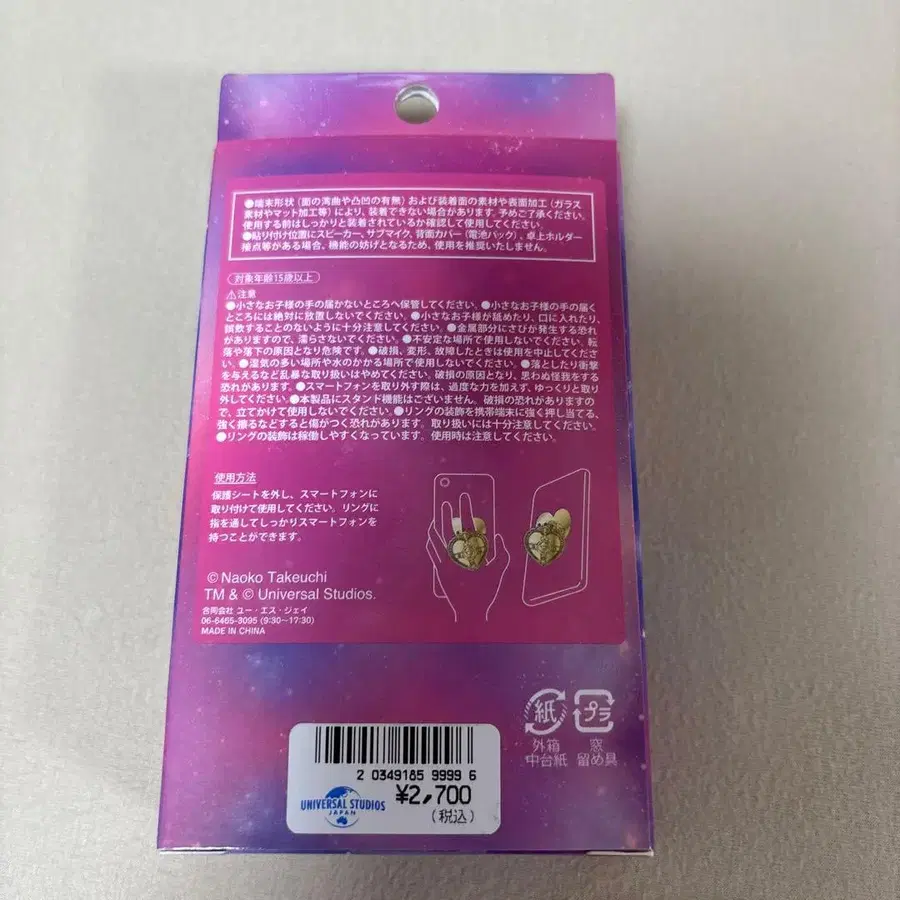 ●端末形状（面の湾曲や凸凹の有無）および装着面の素材や表面加工（ガラス
素材やマット加工等）により、装着できない場合があります。予めご了承ください。
使用する前はしっかりと装着されているか確認して使用してください。
●貼り付け位置にスピーカー、サブマイク、背面カバー（電池パック）、卓上ホルダー
接点等がある場合、機能の妨げとなるため、使用を推奨いたしません。
対象年齢15歳以上
⚠注意
●小さなお子様の手の届かないところへ保管してください。●小さなお子様の手の届く
ところには絶対に放置しないでください。●小さなお子様が舐めたり、口に入れたり、
誤飲することのないように十分注意してください。●金属部分にさびが発生する恐れ
がありますので、濡らさないでください。●不安定な場所で使用しないでください。転
落や落下の原因となり危険です。●破損、変形、故障したときは使用を中止してくださ
い。●湿気の多い場所や水のかかる場所で使用しないでください。●落としたり衝撃
を与えるなど乱暴な取り扱いはやめてください。破損の原因となり、思わぬ怪我をする
恐れがあります。●スマートフォンを取り外す際は、過度な力を加えず、ゆっくりと取り
外してください。●本製品にスタンド機能はございません。破損の恐れがありますの
で、立てかけて使用しないでください。●リングの装飾を携帯端末に強く押し当てる、
強く擦るなどすると傷がつく恐れがあります。取り扱いには十分注意してください。
●リングの装飾は稼働しやすくなっています。使用時は注意してください。
使用方法
保護シートを外し、スマートフォンに
取り付けて使用してください。リングに
指を通してしっかりスマートフォンを
持つことができます。
© Naoko Takeuchi
TM & © Universal Studios.
合同会社 ユー・エス・ジェイ
06-6465-3095 (9:30〜17:30)
MADE IN CHINA
紙 プラ
外箱 窓
中台紙 留め具
2 0349185 9999 6
UNIVERSAL STUDIOS
JAPAN
¥2,700
(税込)